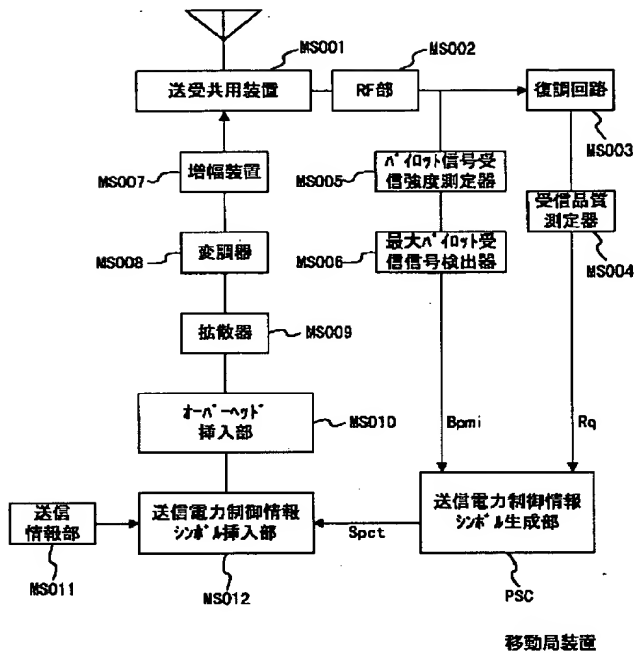 MS001
MS002
送受共用装置
RF部
復調回路
MS003
MS007
増幅装置
MS005
パイロット信号受
信強度測定器
受信品質
測定器
MS004
MS008
変調器
MS006
最大パイロット受
信信号検出器
拡散器
MS009
オーバーヘッド
挿入部
MS010
Bpmi
Rq
送信
情報部
送信電力制御情報
シンボル挿入部
Spct
送信電力制御情報
シンボル生成部
MS011
MS012
PSC
移動局装置